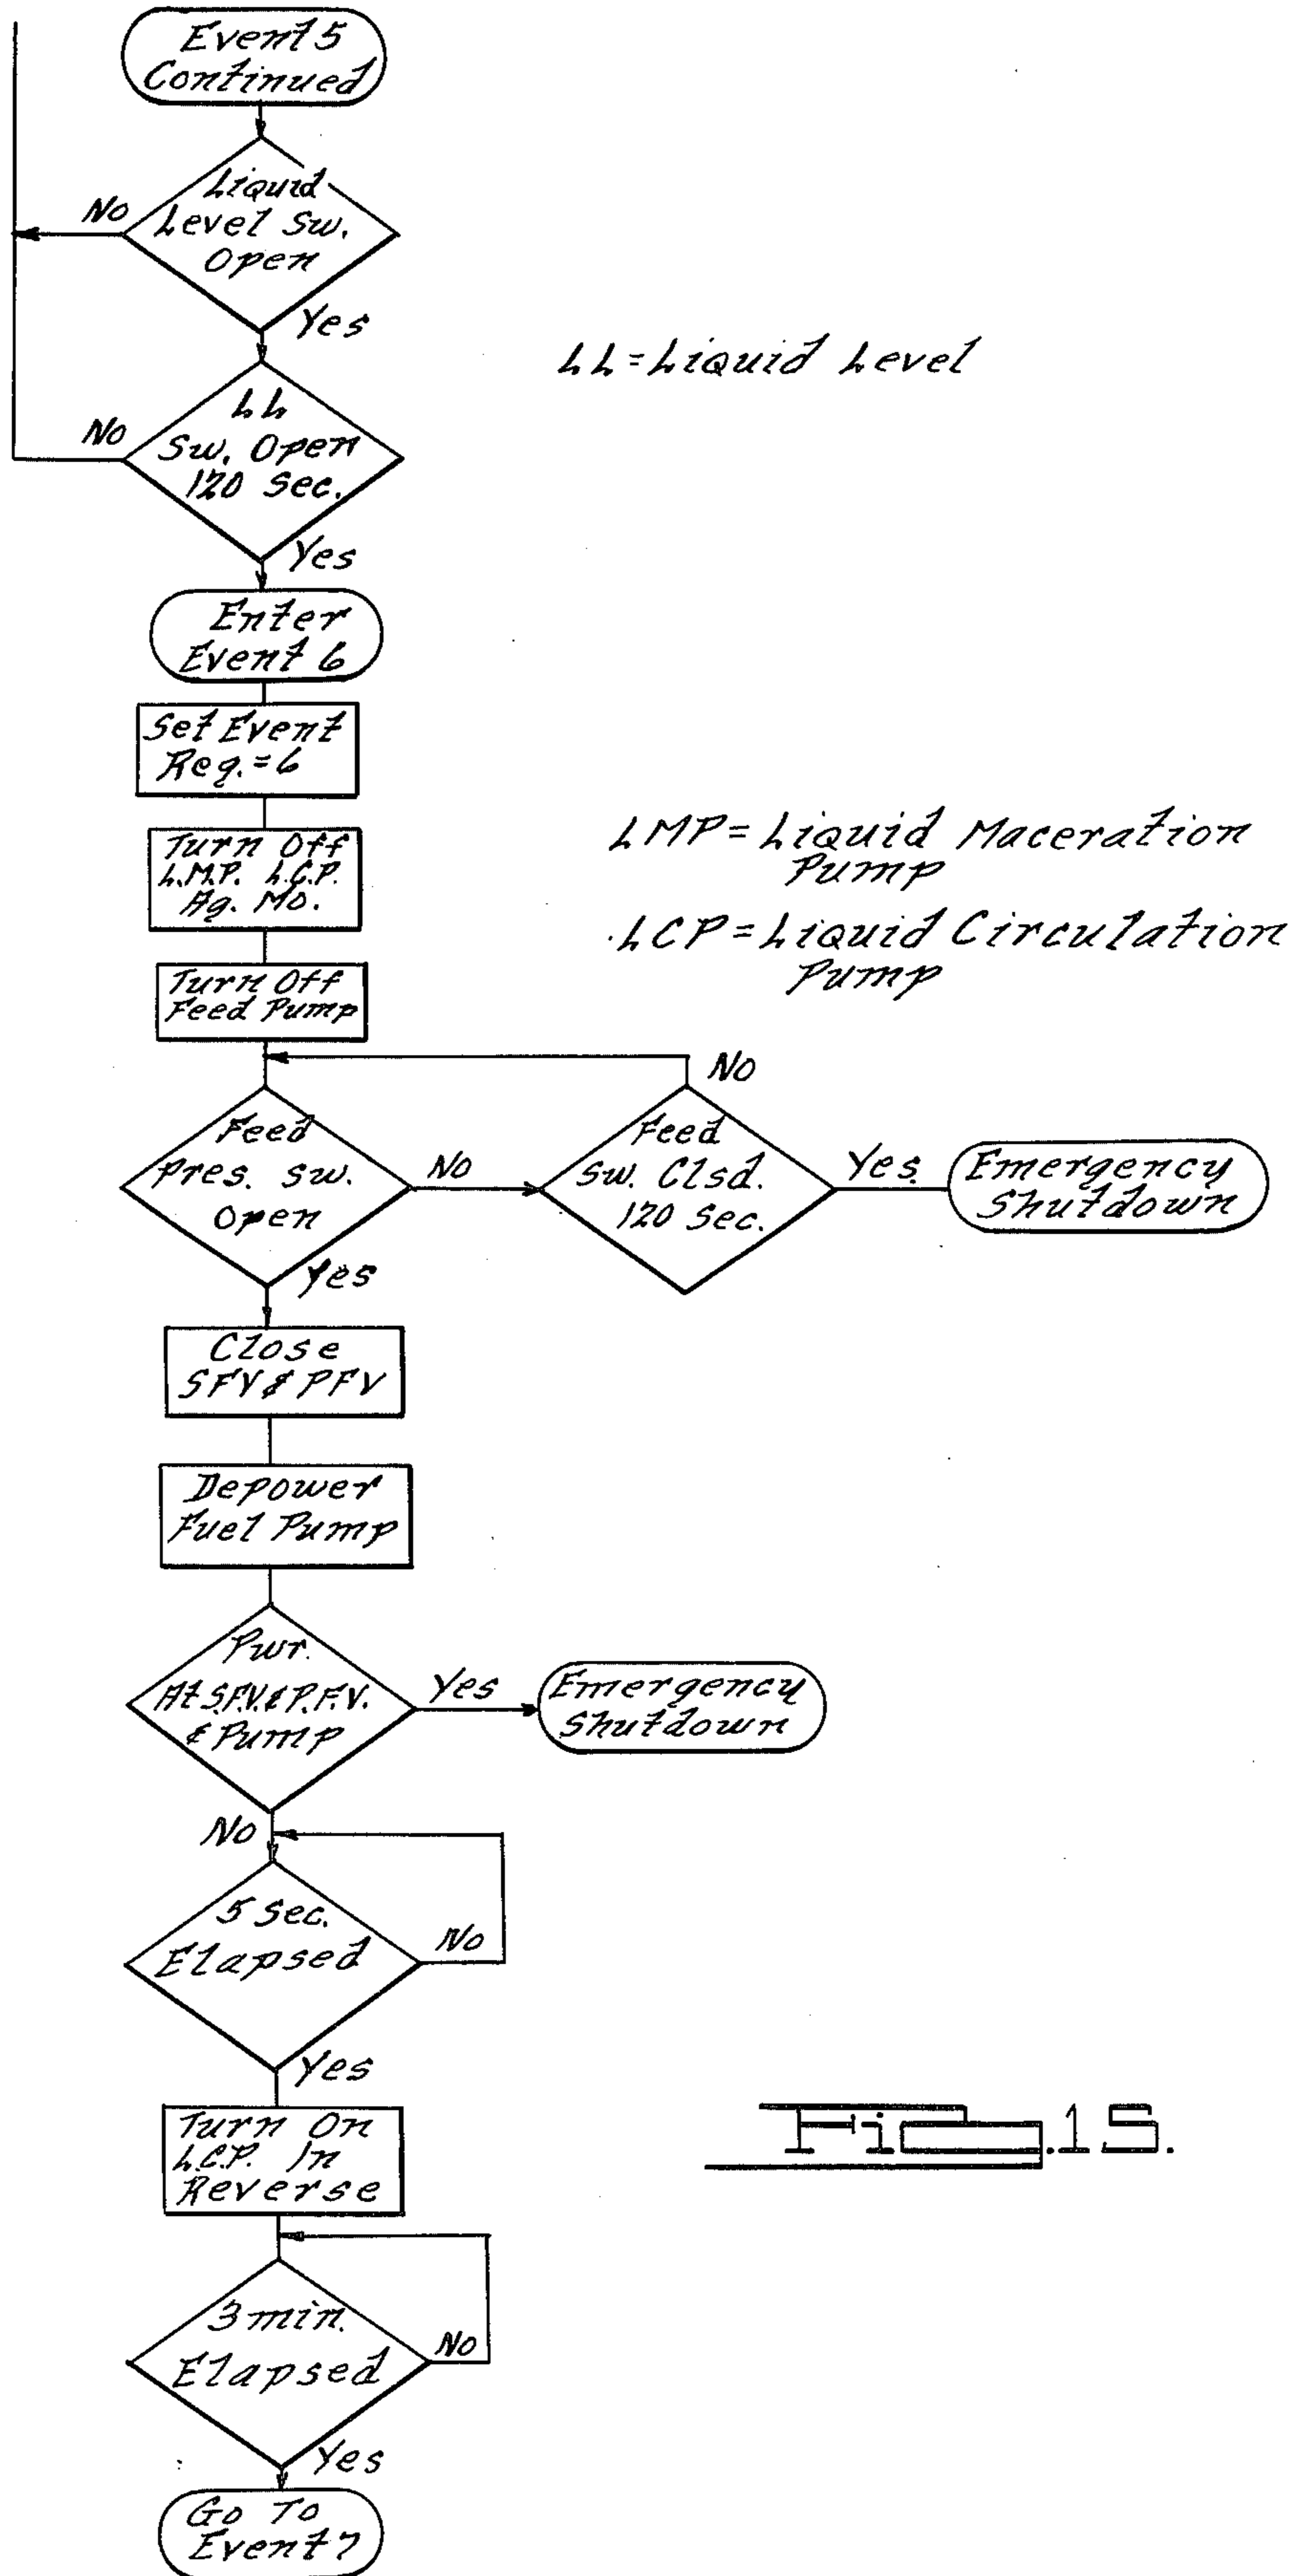 Event 5
Continued
Liquid
Level Sw.
Open
No
Yes
LL = Liquid Level
LL
Sw. Open
120 Sec.
No
Yes
Enter
Event 6
Set Event
Reg. = 6
Turn Off
L.M.P. L.C.P.
Ag. Mo.
LMP = Liquid Maceration
Pump
LCP = Liquid Circulation
Pump
Turn Off
Feed Pump
No
Feed
Pres. Sw.
Open
No
Feed
Sw. Clsd.
120 Sec.
Yes
Emergency
Shutdown
Yes
Close
SFV & PFV
Depower
Fuel Pump
Pwr.
At S.F.V. & P.F.V.
& Pump
Yes
Emergency
Shutdown
No
5 Sec.
Elapsed
No
Yes
Turn On
L.C.P. In
Reverse
Fig. 15.
3 min.
Elapsed
No
Yes
Go To
Event 7